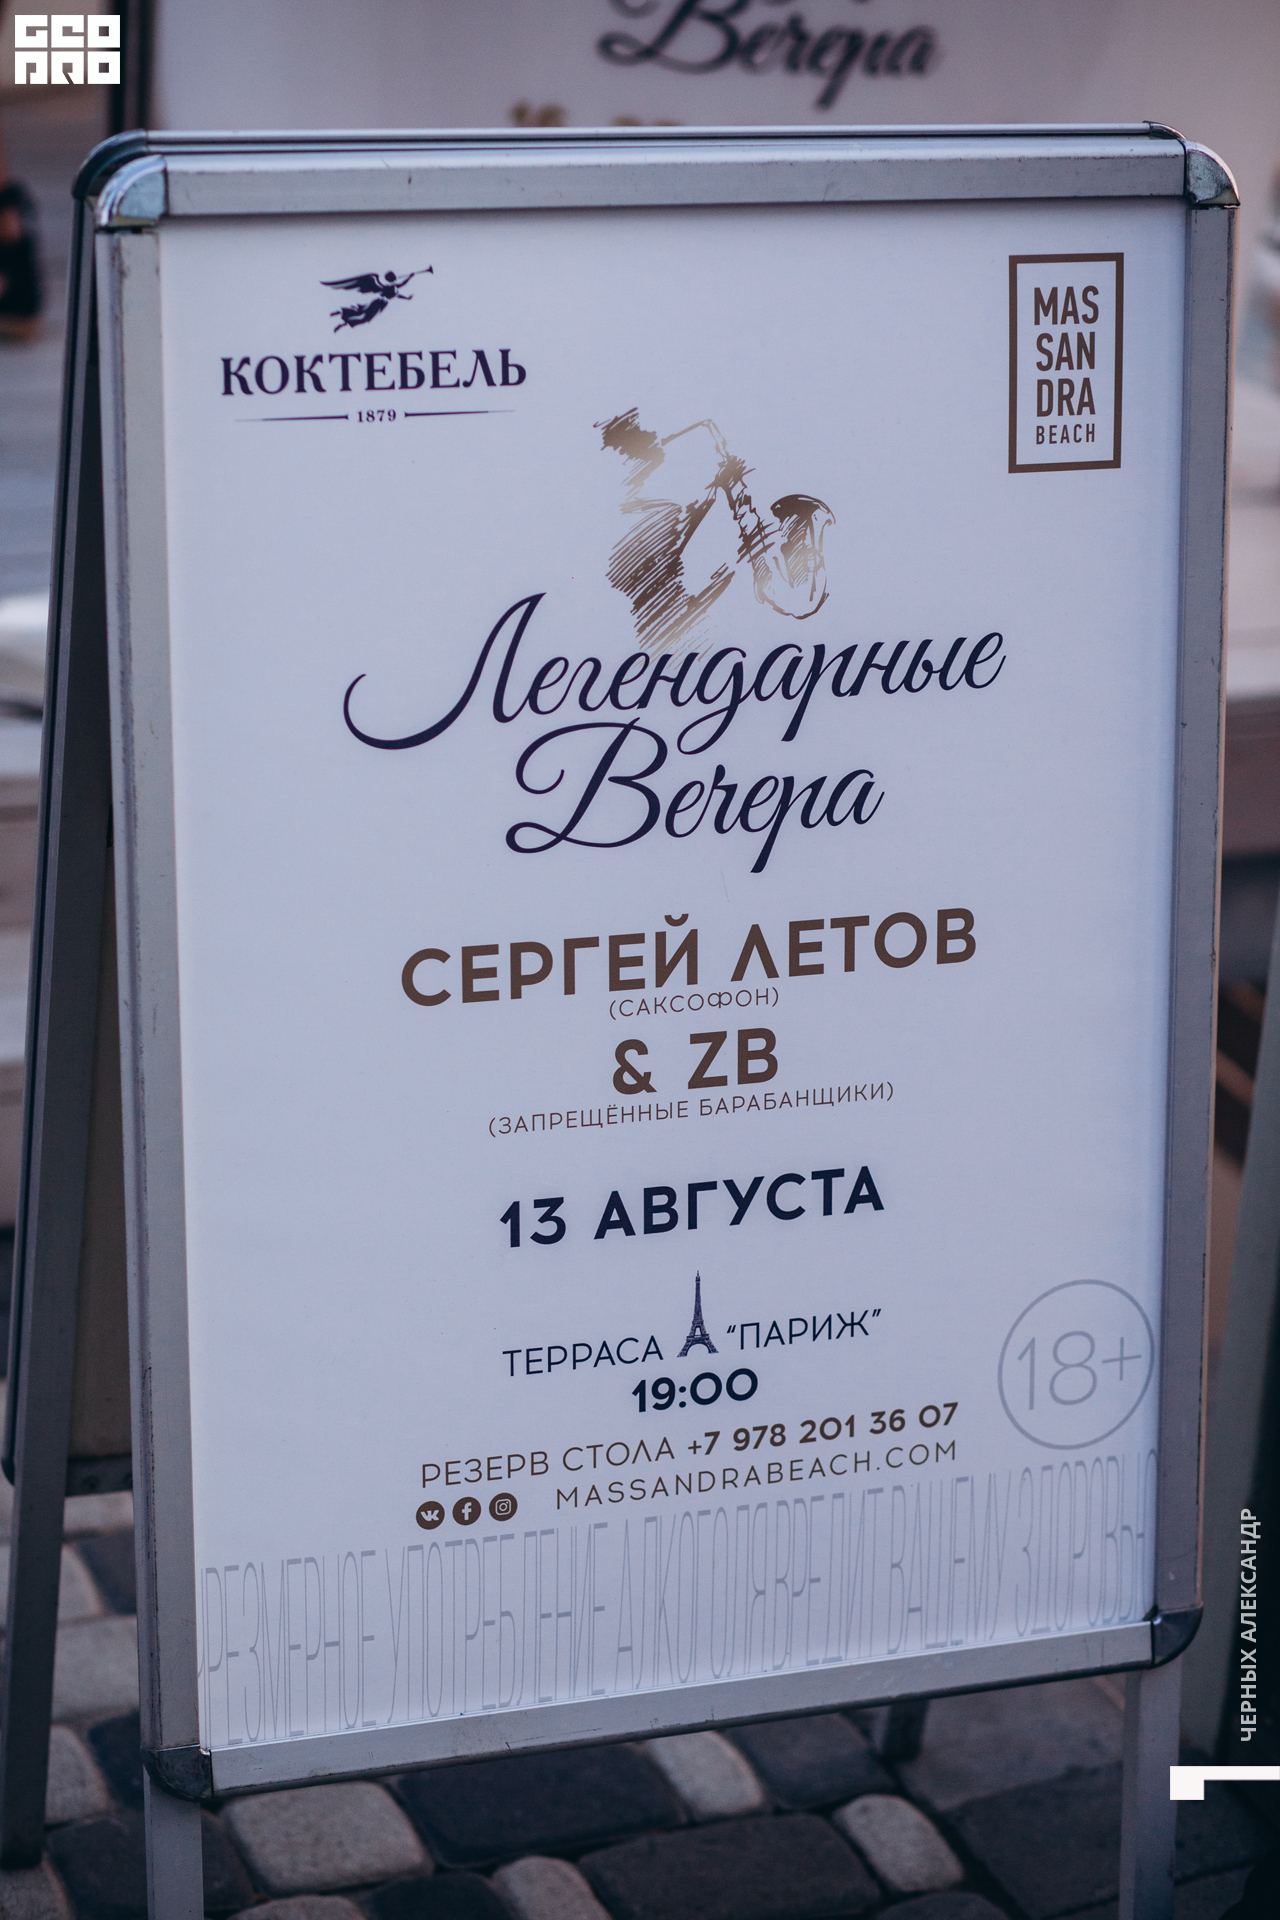 GEO
PRO
Вечера
КОКТЕБЕЛЬ
1879
MAS
SAN
DRA
BEACH
Легендарные
Вечера
СЕРГЕЙ ЛЕТОВ
(САКСОФОН)
& ZB
(ЗАПРЕЩЁННЫЕ БАРАБАНЩИКИ)
13 АВГУСТА
ТЕРРАСА “ПАРИЖ”
19:00
18+
РЕЗЕРВ СТОЛА +7 978 201 36 07
MASSANDRABEACH.COM
ЧРЕЗМЕРНОЕ УПОТРЕБЛЕНИЕ АЛКОГОЛЯ ВРЕДИТ ВАШЕМУ ЗДОРОВЬЮ
ЧЕРНЫХ АЛЕКСАНДР